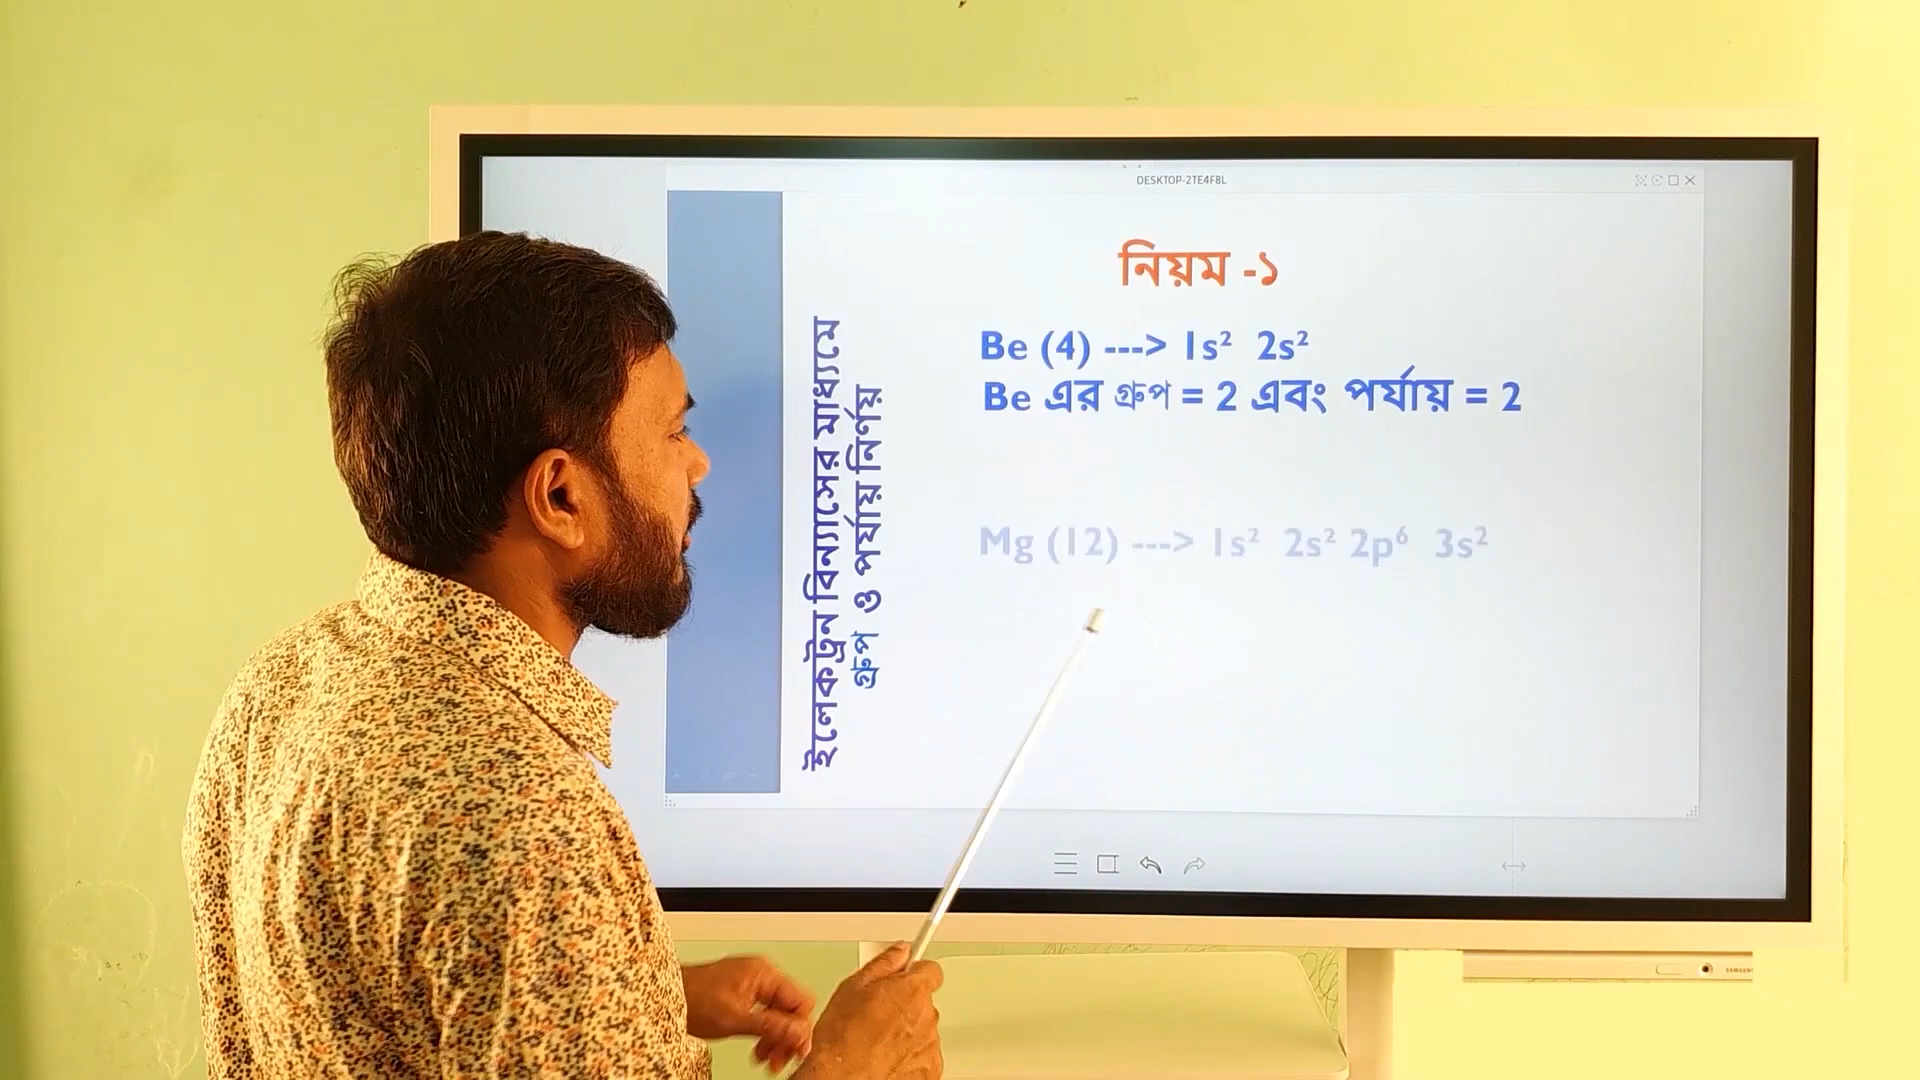 DESKTOP-2TE4F8L
নিয়ম -১
ইলেকট্রন বিন্যাসের মাধ্যমে
গ্রুপ ও পর্যায় নির্ণয়
Be (4) ---> 1s² 2s²
Be এর গ্রুপ = 2 এবং পর্যায় = 2
Mg (12) ---> 1s² 2s² 2p⁶ 3s²
SAMSUNG